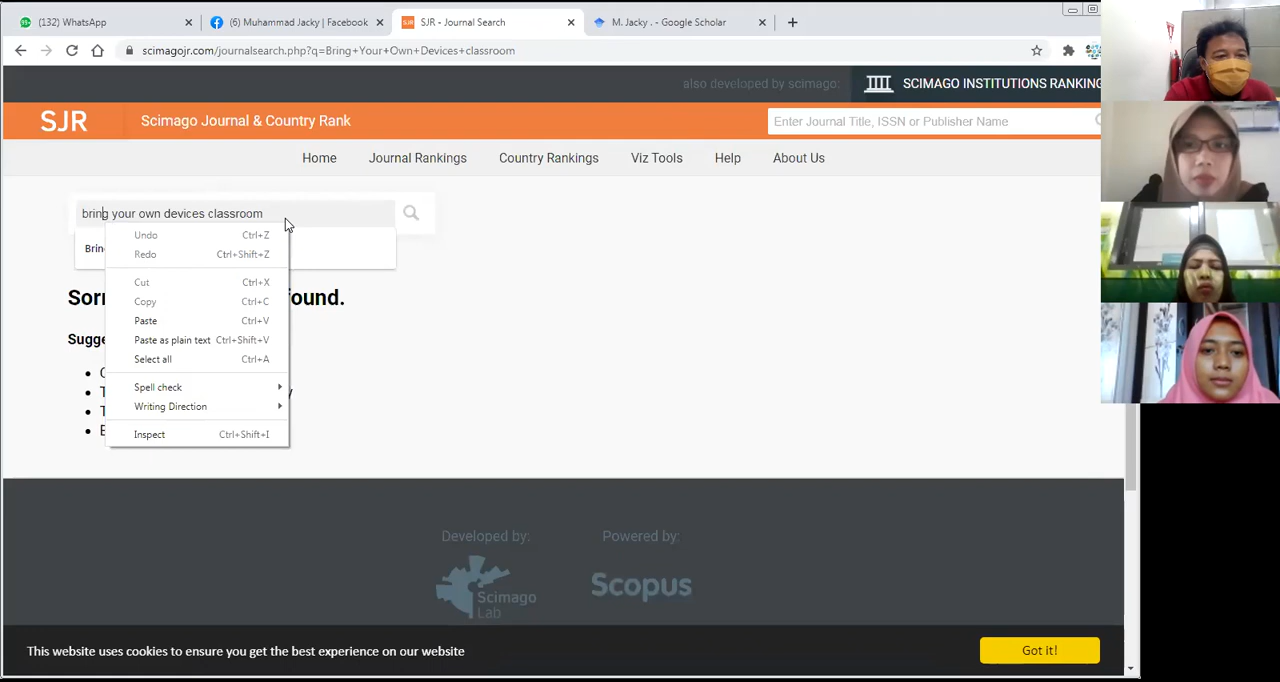 (132) WhatsApp
(6) Muhammad Jacky | Facebook
SJR - Journal Search
M. Jacky . - Google Scholar
scimagojr.com/journalsearch.php?q=Bring+Your+Own+Devices+classroom
also developed by scimago:
SCIMAGO INSTITUTIONS RANKING
SJR
Scimago Journal & Country Rank
Enter Journal Title, ISSN or Publisher Name
Home
Journal Rankings
Country Rankings
Viz Tools
Help
About Us
bring your own devices classroom
Undo Ctrl+Z
Redo Ctrl+Shift+Z
Cut Ctrl+X
Copy Ctrl+C
Paste Ctrl+V
Paste as plain text Ctrl+Shift+V
Select all Ctrl+A
Spell check
Writing Direction
Inspect Ctrl+Shift+I
Developed by:
Powered by:
Scimago
Lab
Scopus
This website uses cookies to ensure you get the best experience on our website
Got it!